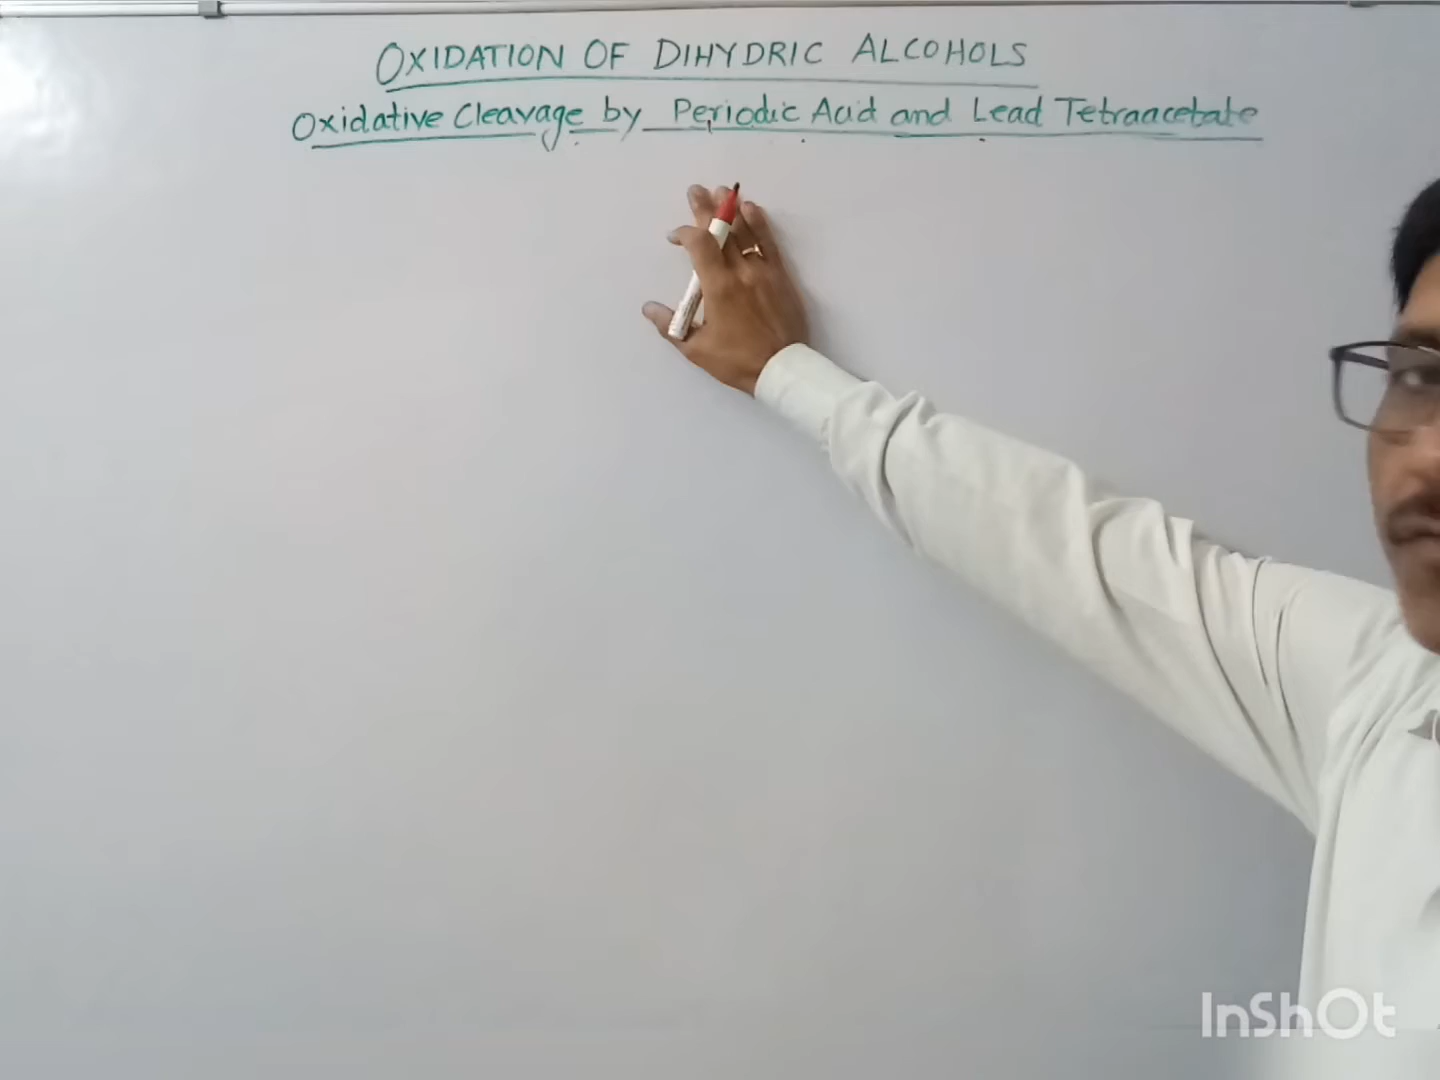 OXIDATION OF DIHYDRIC ALCOHOLS
Oxidative Cleavage by Periodic Acid and Lead Tetraacetate
InShOt